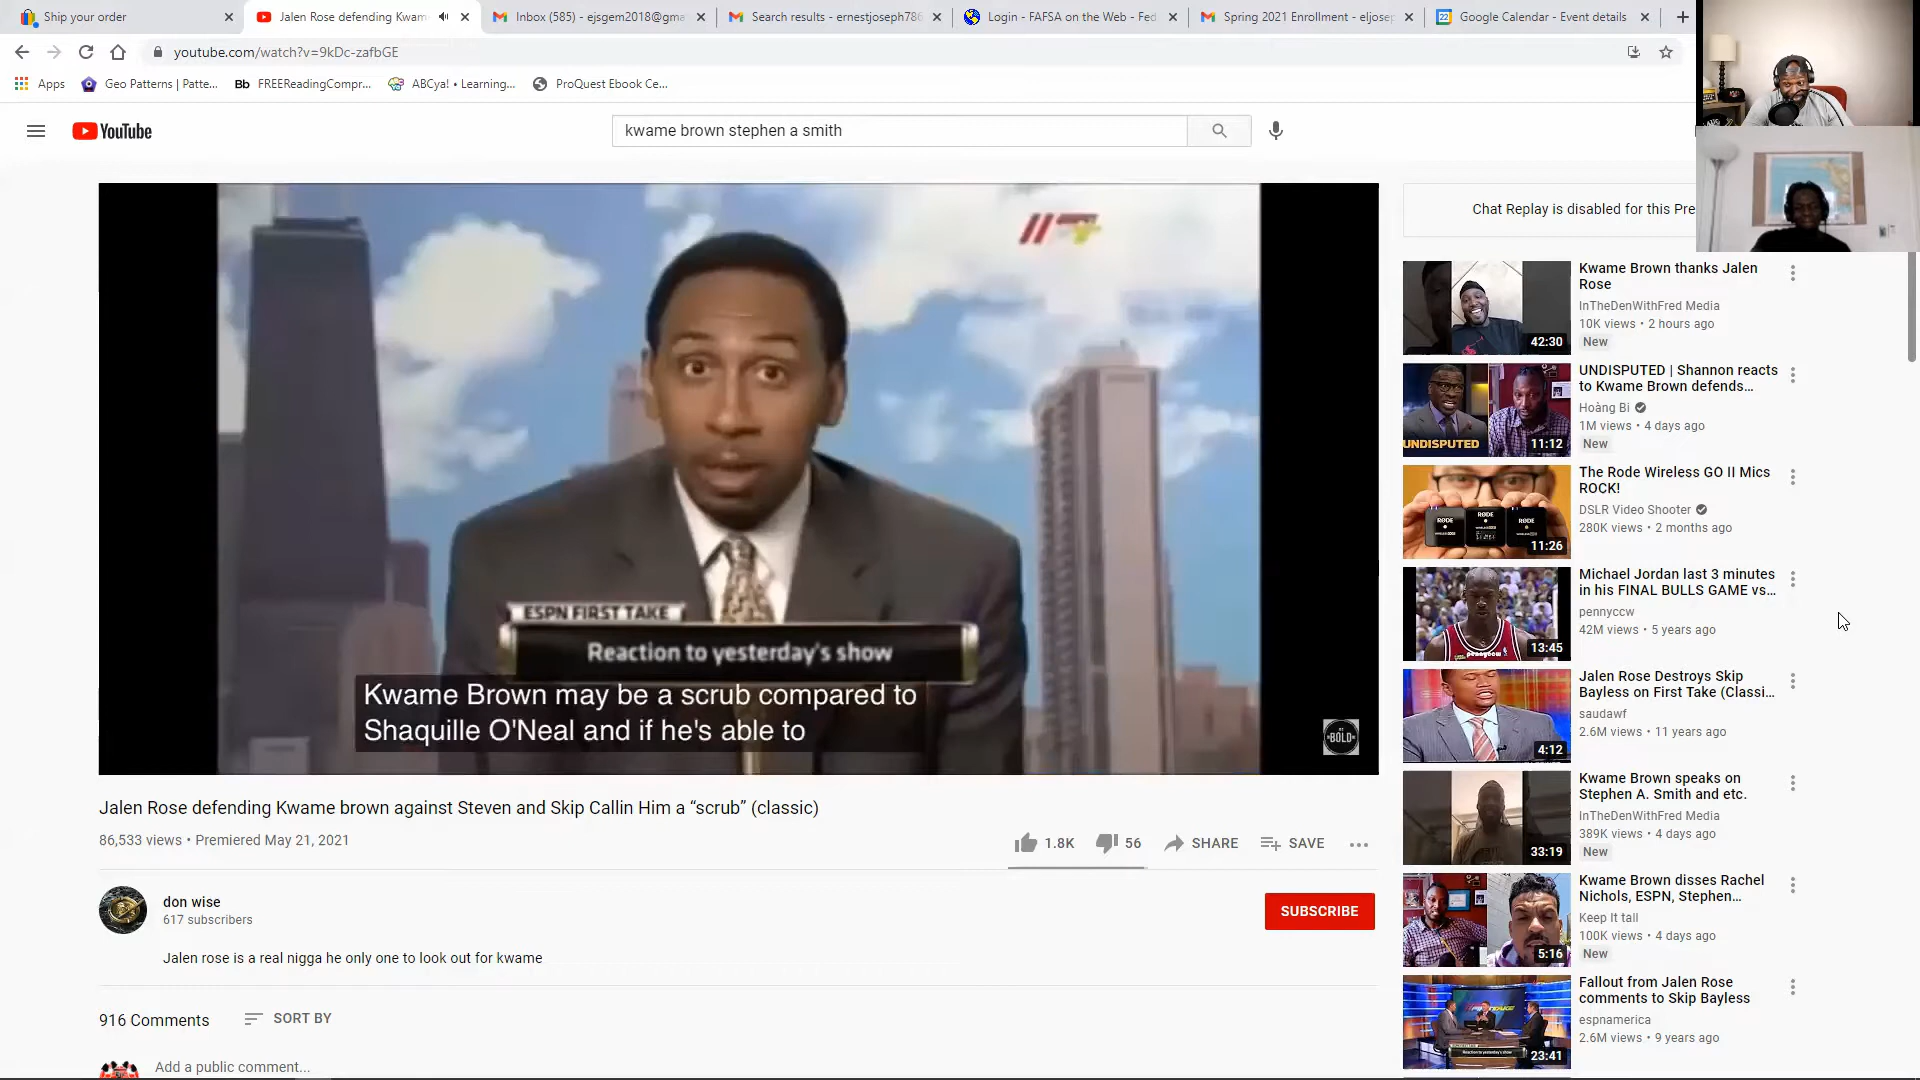 Ship your order
Jalen Rose defending Kwam
Inbox (585) - ejsgem2018@gma
Search results - ernestjoseph786
Login - FAFSA on the Web - Fed
Spring 2021 Enrollment - eljosep
22
Google Calendar - Event details
youtube.com/watch?v=9kDc-zafbGE
Apps
Geo Patterns | Patte...
Bb
FREEReadingCompr...
ABCya! • Learning...
ProQuest Ebook Ce...
YouTube
kwame brown stephen a smith
ESPN FIRST TAKE
Reaction to yesterday's show
Kwame Brown may be a scrub compared to
Shaquille O'Neal and if he's able to
BOLD
Jalen Rose defending Kwame brown against Steven and Skip Callin Him a “scrub” (classic)
86,533 views • Premiered May 21, 2021
1.8K
56
SHARE
SAVE
don wise
617 subscribers
SUBSCRIBE
Jalen rose is a real nigga he only one to look out for kwame
916 Comments
SORT BY
Add a public comment...
Chat Replay is disabled for this Pre
Kwame Brown thanks Jalen
Rose
InTheDenWithFred Media
10K views • 2 hours ago
New
42:30
UNDISPUTED | Shannon reacts
to Kwame Brown defends...
Hoàng Bi
1M views • 4 days ago
New
UNDISPUTED
11:12
The Rode Wireless GO II Mics
ROCK!
DSLR Video Shooter
280K views • 2 months ago
RØDE
RØDE
RØDE
11:26
Michael Jordan last 3 minutes
in his FINAL BULLS GAME vs...
pennyccw
42M views • 5 years ago
13:45
Jalen Rose Destroys Skip
Bayless on First Take (Classi...
saudawf
2.6M views • 11 years ago
4:12
Kwame Brown speaks on
Stephen A. Smith and etc.
InTheDenWithFred Media
389K views • 4 days ago
New
33:19
Kwame Brown disses Rachel
Nichols, ESPN, Stephen...
Keep It tall
100K views • 4 days ago
New
5:16
Fallout from Jalen Rose
comments to Skip Bayless
espnamerica
2.6M views • 9 years ago
Reaction to yesterday's show
23:41